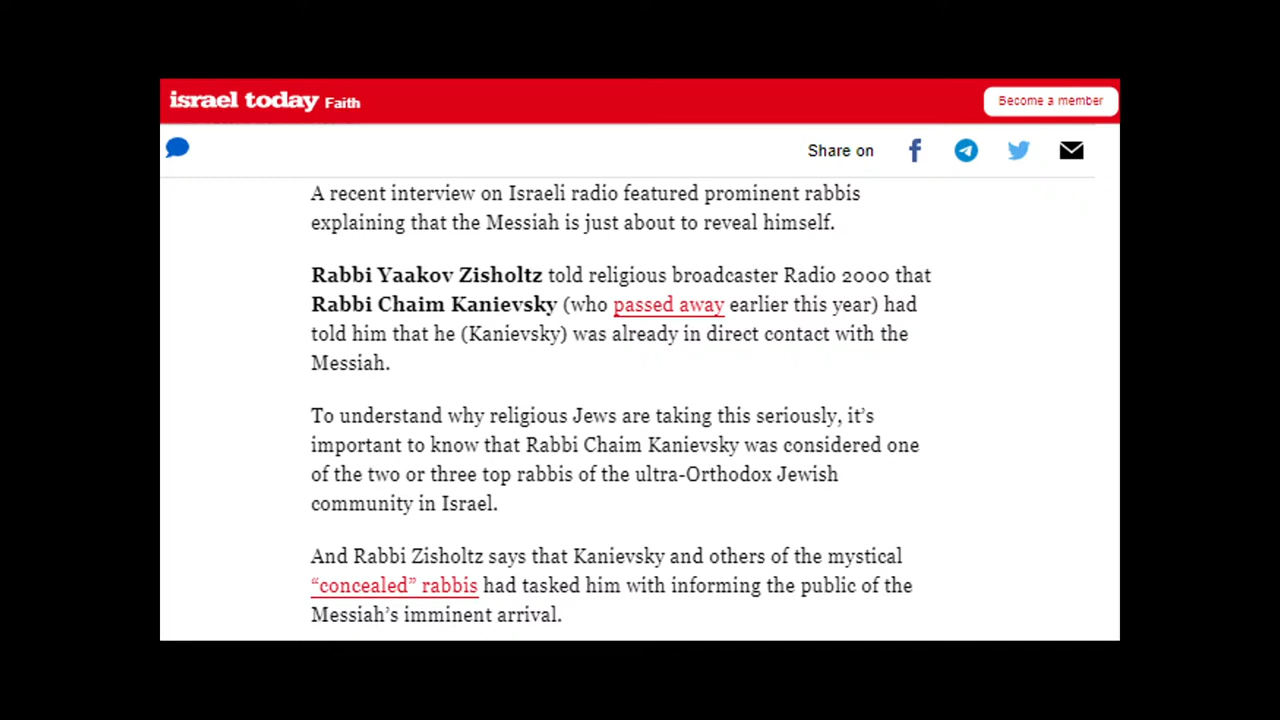 israel today Faith
Become a member
Share on
A recent interview on Israeli radio featured prominent rabbis
explaining that the Messiah is just about to reveal himself.
Rabbi Yaakov Zisholtz told religious broadcaster Radio 2000 that
Rabbi Chaim Kanievsky (who passed away earlier this year) had
told him that he (Kanievsky) was already in direct contact with the
Messiah.
To understand why religious Jews are taking this seriously, it’s
important to know that Rabbi Chaim Kanievsky was considered one
of the two or three top rabbis of the ultra-Orthodox Jewish
community in Israel.
And Rabbi Zisholtz says that Kanievsky and others of the mystical
“concealed” rabbis had tasked him with informing the public of the
Messiah’s imminent arrival.